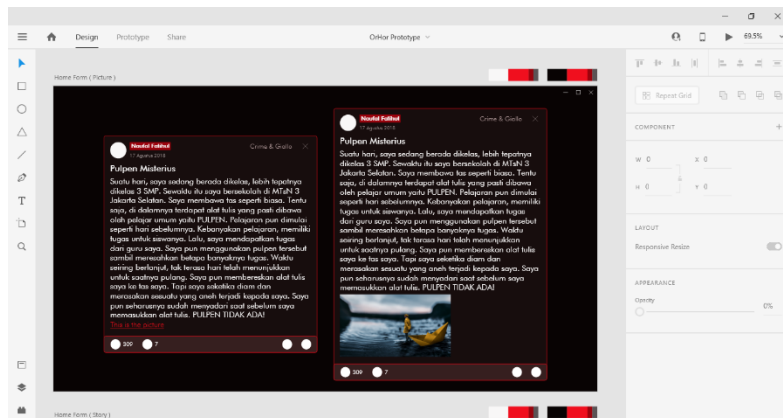 Design
Prototype
Share
OrHor Prototype
69.5%
Home Form ( Picture )
Naufal Fatihul
17 Agustus 2018
Crime & Giallo
Pulpen Misterius
Suatu hari, saya sedang berada dikelas, lebih tepatnya
dikelas 3 SMP. Sewaktu itu saya bersekolah di MTsN 3
Jakarta Selatan. Saya membawa tas seperti biasa. Tentu
saja, di dalamnya terdapat alat tulis yang pasti dibawa
oleh pelajar umum yaitu PULPEN. Pelajaran pun dimulai
seperti hari sebelumnya. Kebanyakan pelajaran, memiliki
tugas untuk siswanya. Lalu, saya mendapatkan tugas
dari guru saya. Saya pun menggunakan pulpen tersebut
sambil meresahkan betapa banyaknya tugas. Waktu
seiring berlanjut, tak terasa hari telah menunjukkan
untuk saatnya pulang. Saya pun membereskan alat tulis
saya ke tas saya. Tapi saya seketika diam dan
merasakan sesuatu yang aneh terjadi kepada saya. Saya
pun seharusnya sudah menyadari saat sebelum saya
memasukkan alat tulis. PULPEN TIDAK ADA!
This is the picture
309
7
Naufal Fatihul
17 Agustus 2018
Crime & Giallo
Pulpen Misterius
Suatu hari, saya sedang berada dikelas, lebih tepatnya
dikelas 3 SMP. Sewaktu itu saya bersekolah di MTsN 3
Jakarta Selatan. Saya membawa tas seperti biasa. Tentu
saja, di dalamnya terdapat alat tulis yang pasti dibawa
oleh pelajar umum yaitu PULPEN. Pelajaran pun dimulai
seperti hari sebelumnya. Kebanyakan pelajaran, memiliki
tugas untuk siswanya. Lalu, saya mendapatkan tugas
dari guru saya. Saya pun menggunakan pulpen tersebut
sambil meresahkan betapa banyaknya tugas. Waktu
seiring berlanjut, tak terasa hari telah menunjukkan
untuk saatnya pulang. Saya pun membereskan alat tulis
saya ke tas saya. Tapi saya seketika diam dan
merasakan sesuatu yang aneh terjadi kepada saya. Saya
pun seharusnya sudah menyadari saat sebelum saya
memasukkan alat tulis. PULPEN TIDAK ADA!
309
7
Home Form ( Story )
Repeat Grid
COMPONENT
W 0
X 0
H 0
Y 0
LAYOUT
Responsive Resize
APPEARANCE
Opacity
0%